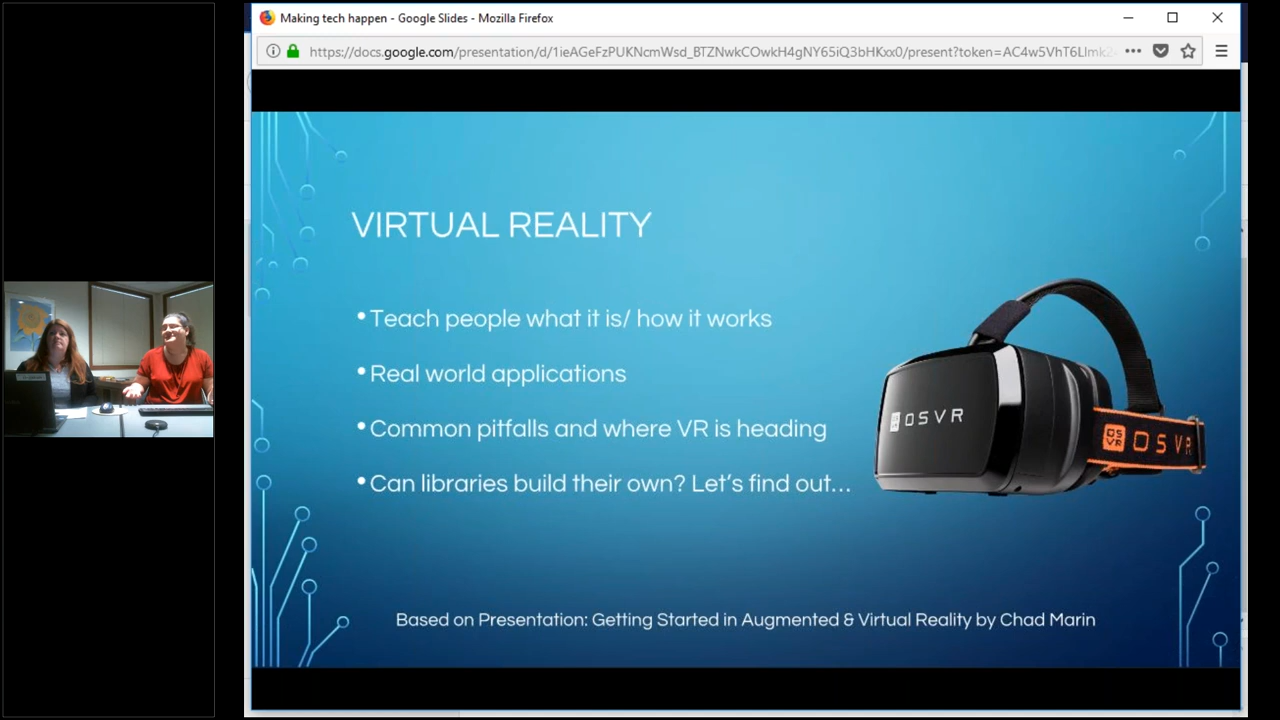 Making tech happen - Google Slides - Mozilla Firefox
https://docs.google.com/presentation/d/1ieAGeFzPUKNcmWsd_BTZNwkCOwkH4gNY65iQ3bHKxx0/present?token=AC4w5VhT6LImk2
VIRTUAL REALITY
•Teach people what it is/ how it works
•Real world applications
•Common pitfalls and where VR is heading
•Can libraries build their own? Let's find out...
OSVR
OSVR
OSVR
Based on Presentation: Getting Started in Augmented & Virtual Reality by Chad Marin